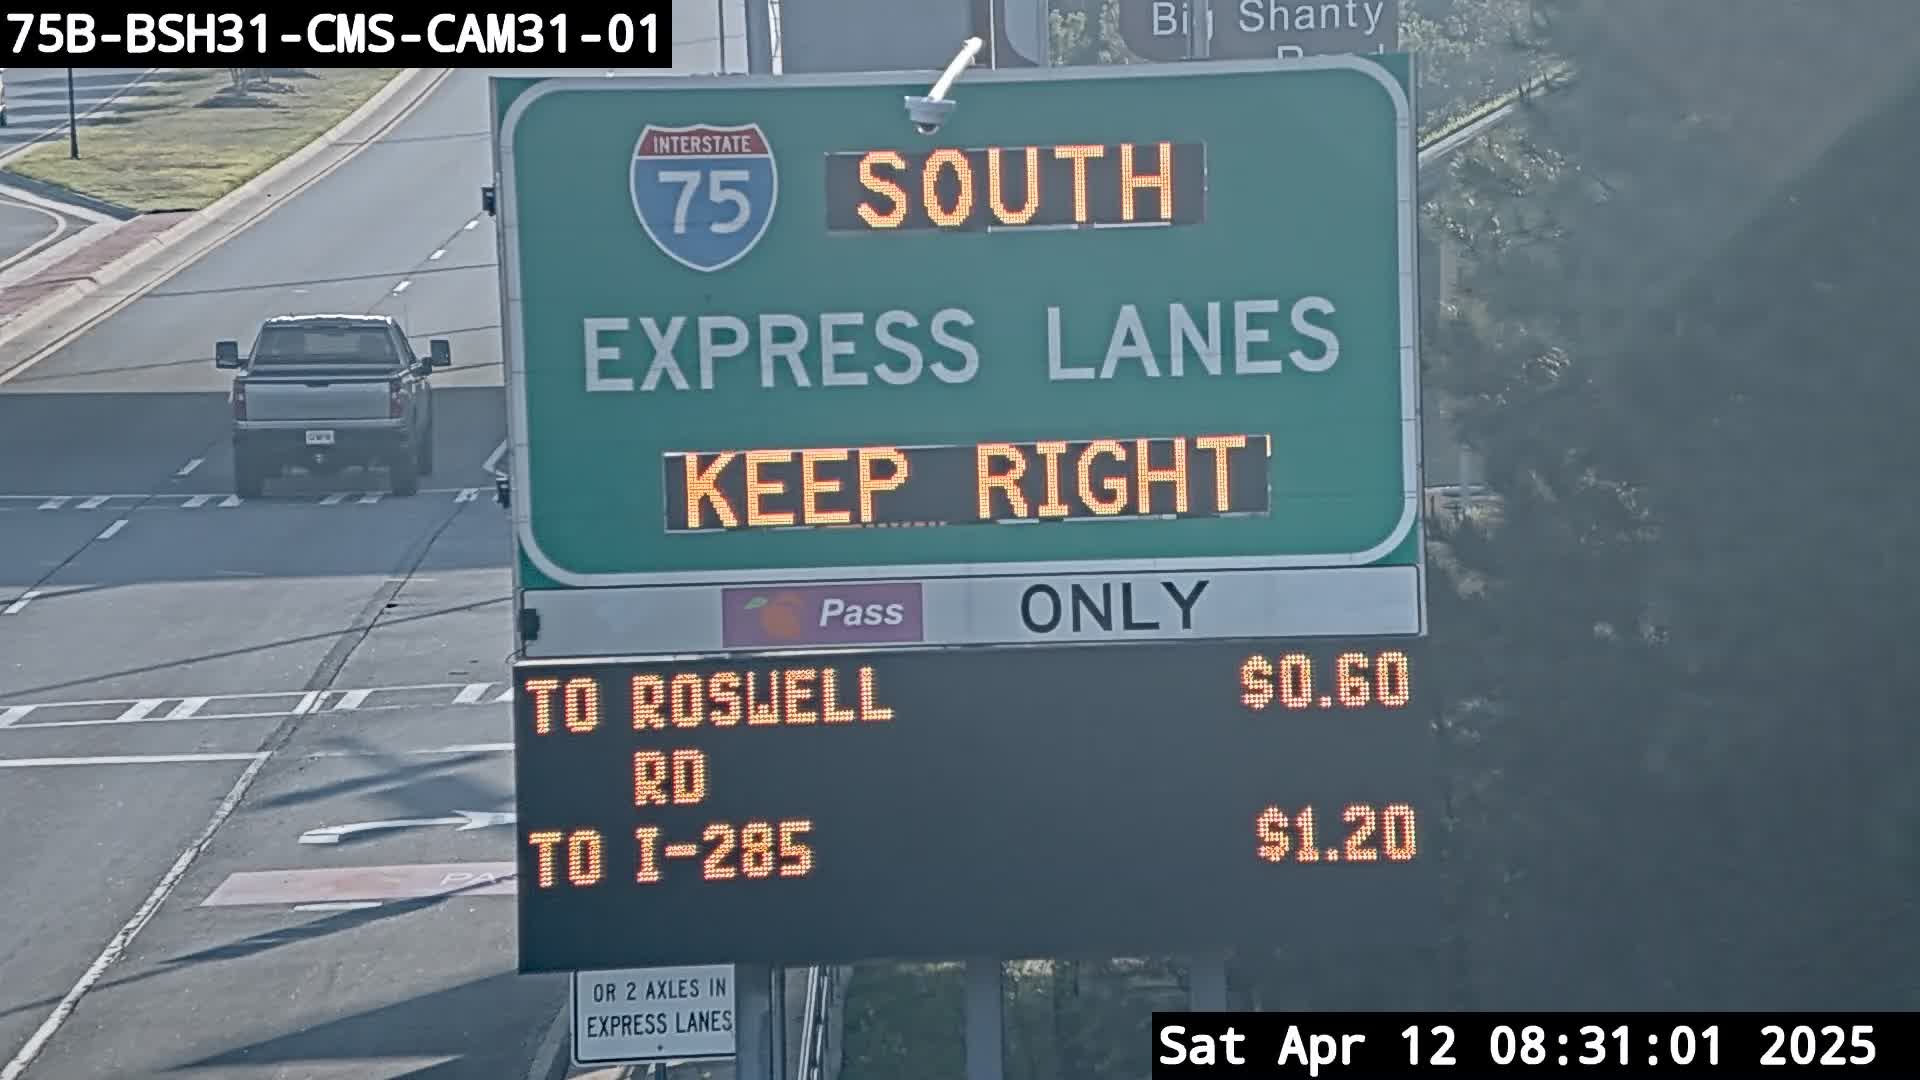 75B-BSH31-CMS-CAM31-01
Big Shanty
Road
INTERSTATE
75
SOUTH
EXPRESS LANES
KEEP RIGHT
Pass ONLY
TO ROSWELL $0.60
RD
TO I-285 $1.20
OR 2 AXLES IN
EXPRESS LANES
Sat Apr 12 08:31:01 2025